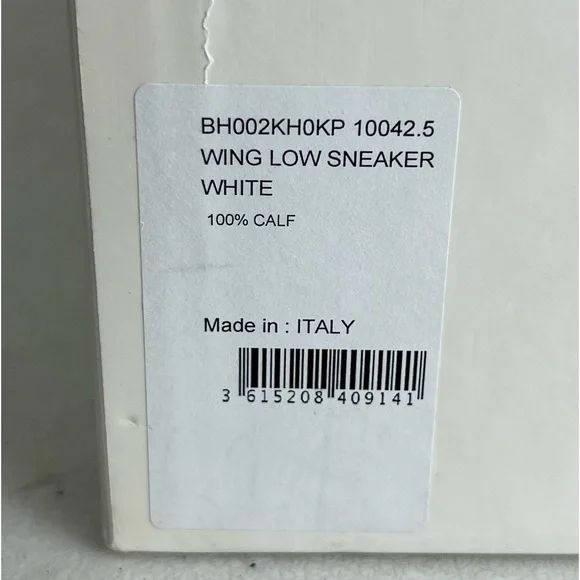 BH002KH0KP 10042.5
WING LOW SNEAKER
WHITE
100% CALF
Made in : ITALY
3 615208 409141